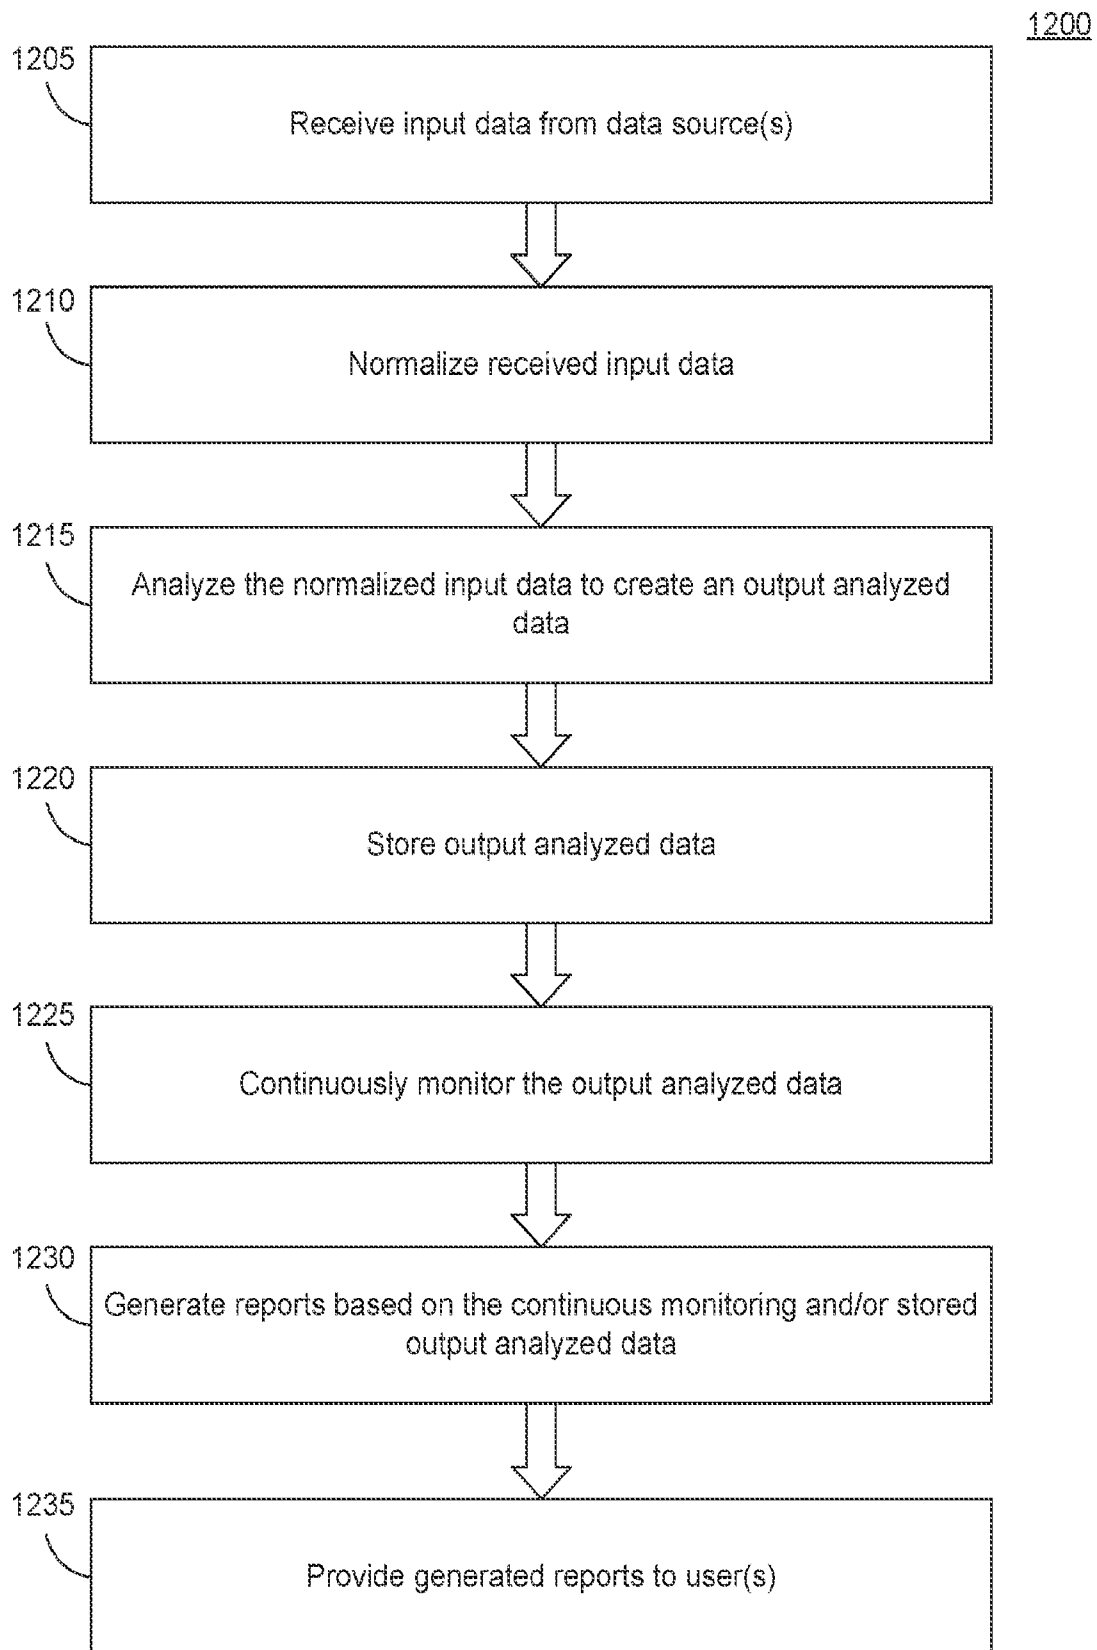 1200
1205
Receive input data from data source(s)
1210
Normalize received input data
1215
Analyze the normalized input data to create an output analyzed
data
1220
Store output analyzed data
1225
Continuously monitor the output analyzed data
1230
Generate reports based on the continuous monitoring and/or stored
output analyzed data
1235
Provide generated reports to user(s)